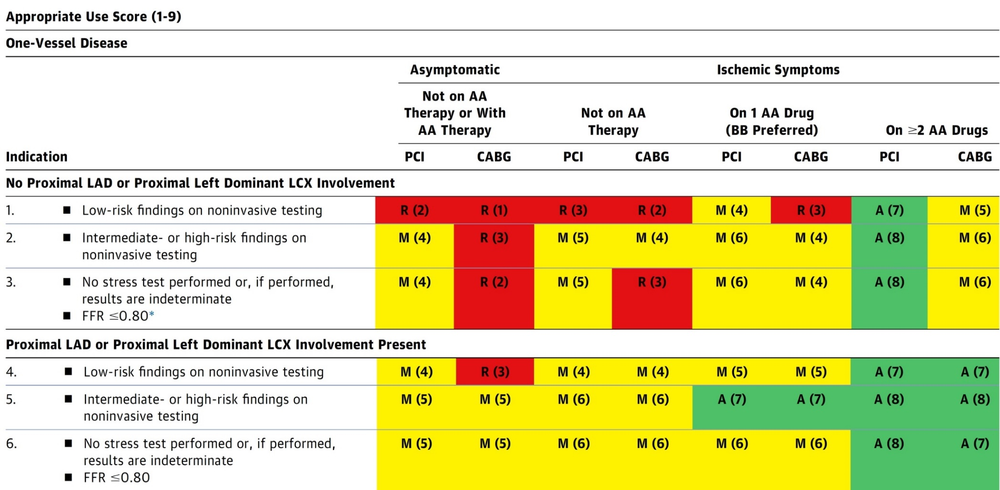 Appropriate Use Score (1-9)
One-Vessel Disease
Asymptomatic Ischemic Symptoms
Not on AA
Therapy or With Not on AA On 1 AA Drug
AA Therapy Therapy (BB Preferred) On ≥2 AA Drugs
Indication PCI CABG PCI CABG PCI CABG PCI CABG
No Proximal LAD or Proximal Left Dominant LCX Involvement
1. ■ Low-risk findings on noninvasive testing R (2) R (1) R (3) R (2) M (4) R (3) A (7) M (5)
2. ■ Intermediate- or high-risk findings on M (4) R (3) M (5) M (4) M (6) M (4) A (8) M (6)
noninvasive testing
3. ■ No stress test performed or, if performed, M (4) R (2) M (5) R (3) M (6) M (4) A (8) M (6)
results are indeterminate
■ FFR ≤0.80*
Proximal LAD or Proximal Left Dominant LCX Involvement Present
4. ■ Low-risk findings on noninvasive testing M (4) R (3) M (4) M (4) M (5) M (5) A (7) A (7)
5. ■ Intermediate- or high-risk findings on M (5) M (5) M (6) M (6) A (7) A (7) A (8) A (8)
noninvasive testing
6. ■ No stress test performed or, if performed, M (5) M (5) M (6) M (6) M (6) M (6) A (8) A (7)
results are indeterminate
■ FFR ≤0.80